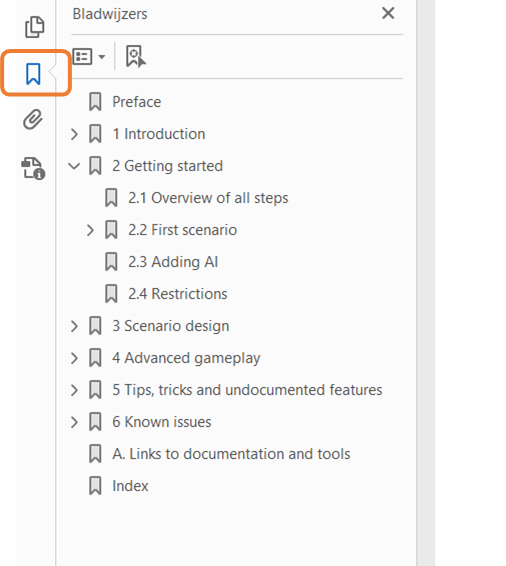 Bladwijzers
Preface
1 Introduction
2 Getting started
2.1 Overview of all steps
2.2 First scenario
2.3 Adding AI
2.4 Restrictions
3 Scenario design
4 Advanced gameplay
5 Tips, tricks and undocumented features
6 Known issues
A. Links to documentation and tools
Index